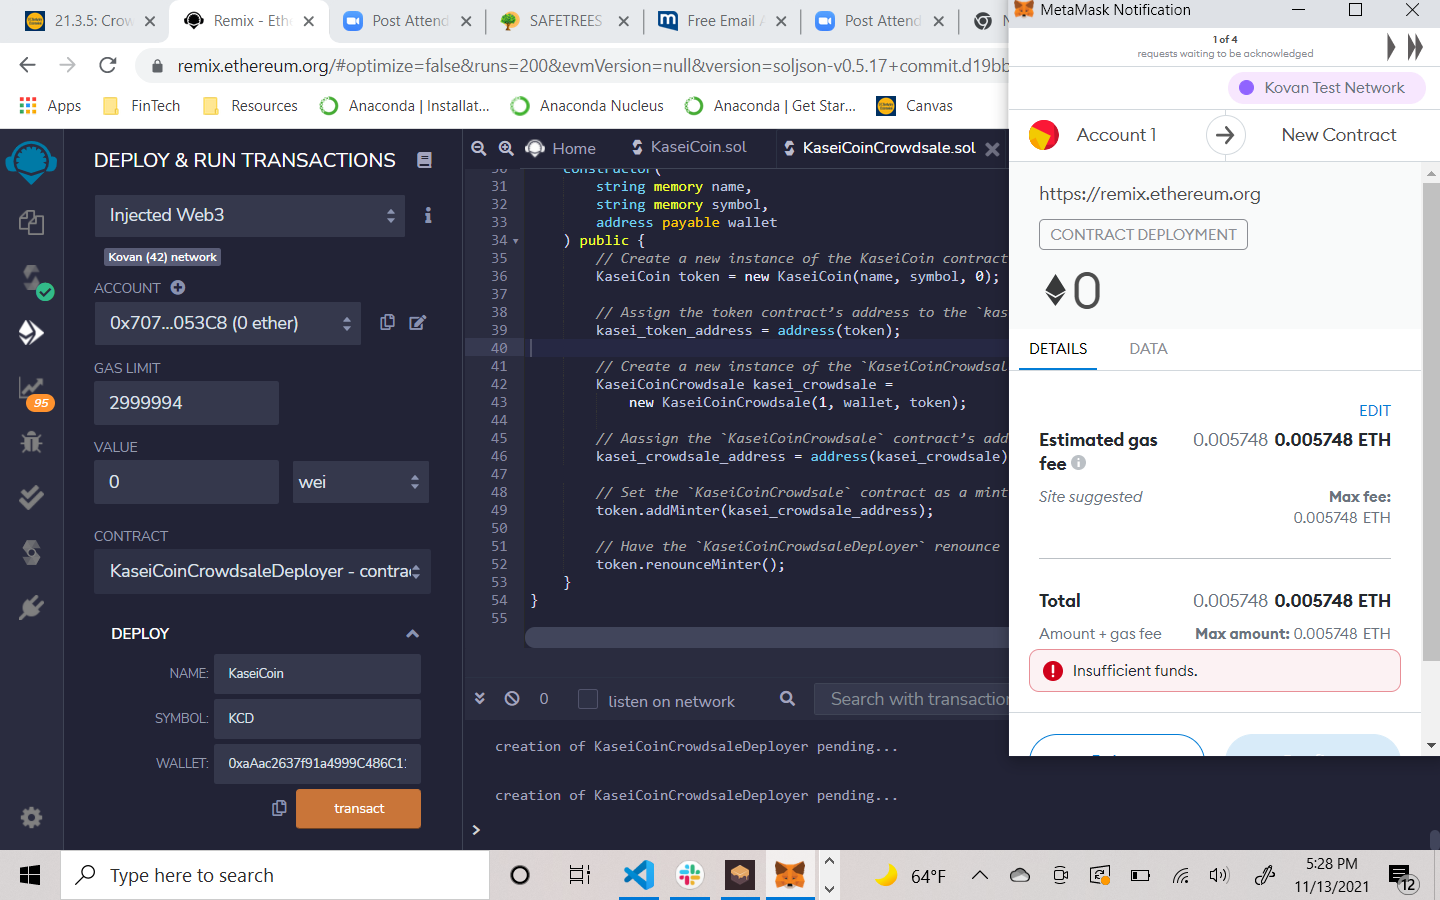 21.3.5: Crow
Remix - Eth
Post Attend
SAFETREES
Free Email A
Post Attend
remix.ethereum.org/#optimize=false&runs=200&evmVersion=null&version=soljson-v0.5.17+commit.d19bb
Apps
FinTech
Resources
Anaconda | Installat...
Anaconda Nucleus
Anaconda | Get Star...
Canvas
DEPLOY & RUN TRANSACTIONS
Injected Web3
Kovan (42) network
ACCOUNT
0x707...053C8 (0 ether)
GAS LIMIT
2999994
VALUE
0
wei
CONTRACT
KaseiCoinCrowdsaleDeployer - contrac
DEPLOY
NAME:
KaseiCoin
SYMBOL:
KCD
WALLET:
0xaAac2637f91a4999C486C1
transact
95
Home
KaseiCoin.sol
KaseiCoinCrowdsale.sol
30 constructor(
31 string memory name,
32 string memory symbol,
33 address payable wallet
34 ) public {
35 // Create a new instance of the KaseiCoin contract
36 KaseiCoin token = new KaseiCoin(name, symbol, 0);
37
38 // Assign the token contract’s address to the `kas
39 kasei_token_address = address(token);
40
41 // Create a new instance of the `KaseiCoinCrowdsal
42 KaseiCoinCrowdsale kasei_crowdsale =
43 new KaseiCoinCrowdsale(1, wallet, token);
44
45 // Aassign the `KaseiCoinCrowdsale` contract’s add
46 kasei_crowdsale_address = address(kasei_crowdsale)
47
48 // Set the `KaseiCoinCrowdsale` contract as a mint
49 token.addMinter(kasei_crowdsale_address);
50
51 // Have the `KaseiCoinCrowdsaleDeployer` renounce
52 token.renounceMinter();
53 }
54 }
55
0
listen on network
Search with transaction
creation of KaseiCoinCrowdsaleDeployer pending...
creation of KaseiCoinCrowdsaleDeployer pending...
>
MetaMask Notification
1 of 4
requests waiting to be acknowledged
Kovan Test Network
Account 1
New Contract
https://remix.ethereum.org
CONTRACT DEPLOYMENT
0
DETAILS
DATA
EDIT
Estimated gas fee
0.005748 0.005748 ETH
Site suggested
Max fee:
0.005748 ETH
Total
0.005748 0.005748 ETH
Amount + gas fee
Max amount: 0.005748 ETH
Insufficient funds.
Type here to search
64°F
5:28 PM
11/13/2021
12